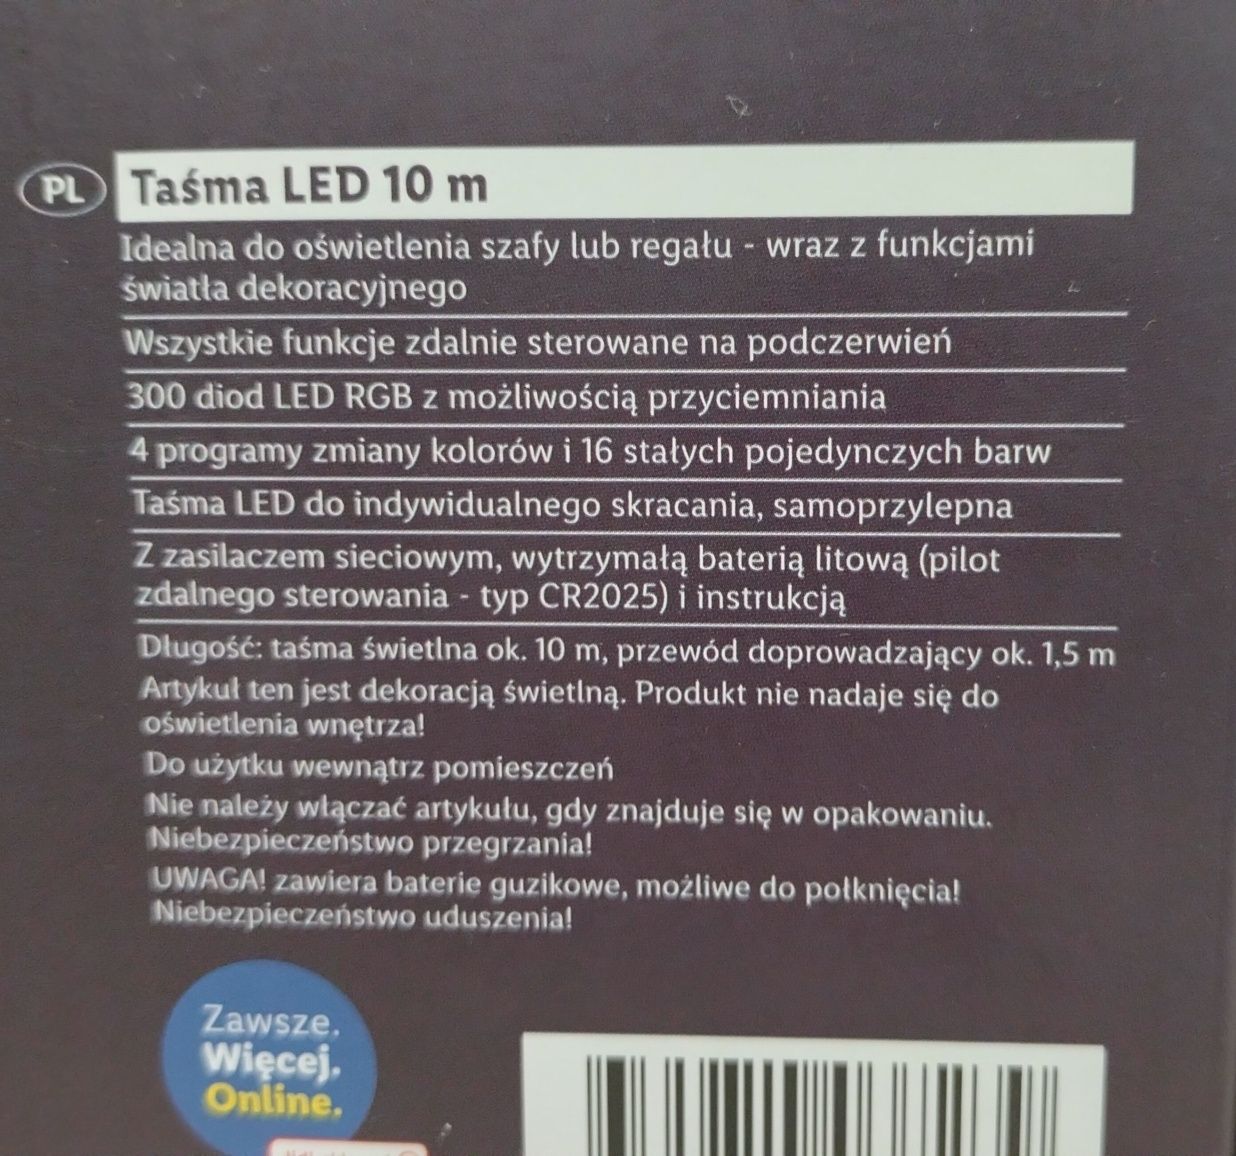 PL
Taśma LED 10 m
Idealna do oświetlenia szafy lub regału - wraz z funkcjami
światła dekoracyjnego
Wszystkie funkcje zdalnie sterowane na podczerwień
300 diod LED RGB z możliwością przyciemniania
4 programy zmiany kolorów i 16 stałych pojedynczych barw
Taśma LED do indywidualnego skracania, samoprzylepna
Z zasilaczem sieciowym, wytrzymałą baterią litową (pilot
zdalnego sterowania - typ CR2025) i instrukcją
Długość: taśma świetlna ok. 10 m, przewód doprowadzający ok. 1,5 m
Artykuł ten jest dekoracją świetlną. Produkt nie nadaje się do
oświetlenia wnętrza!
Do użytku wewnątrz pomieszczeń
Nie należy włączać artykułu, gdy znajduje się w opakowaniu.
Niebezpieczeństwo przegrzania!
UWAGA! zawiera baterie guzikowe, możliwe do połknięcia!
Niebezpieczeństwo uduszenia!
Zawsze.
Więcej.
Online.